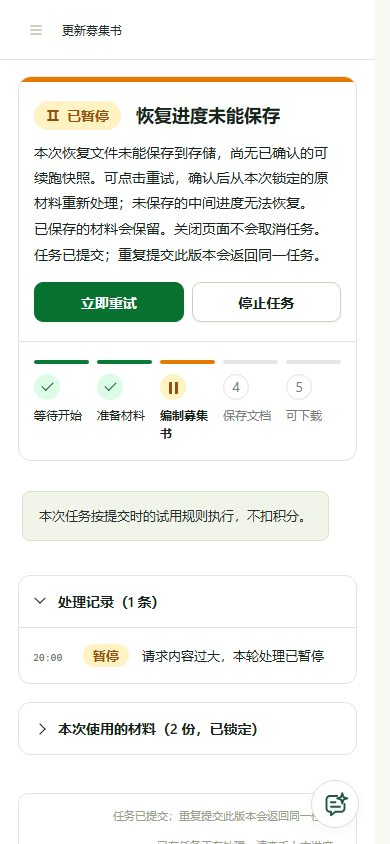 更新募集书
已暂停
恢复进度未能保存
本次恢复文件未能保存到存储，尚无已确认的可
续跑快照。可点击重试，确认后从本次锁定的原
材料重新处理；未保存的中间进度无法恢复。
已保存的材料会保留。关闭页面不会取消任务。
任务已提交；重复提交此版本会返回同一任务。
立即重试
停止任务
4
5
等待开始
准备材料
编制募集
书
保存文档
可下载
本次任务按提交时的试用规则执行，不扣积分。
处理记录（1 条）
20:00
暂停
请求内容过大，本轮处理已暂停
本次使用的材料（2 份，已锁定）
任务已提交；重复提交此版本会返回同一